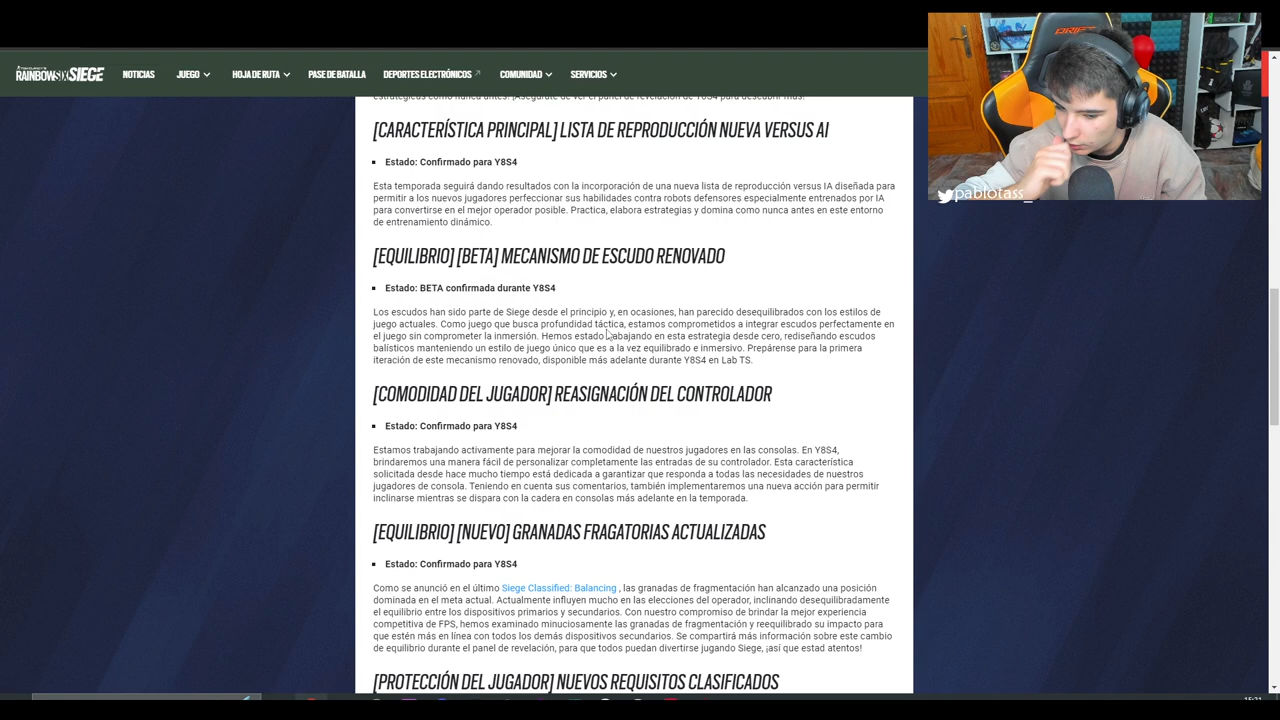 TOM CLANCY'S
RAINBOWSIX SIEGE
NOTICIAS
JUEGO
HOJA DE RUTA
PASE DE BATALLA
DEPORTES ELECTRÓNICOS
COMUNIDAD
SERVICIOS
DRIFT
pablotass_
estratégicas como nunca antes! ¡Asegúrate de ver el panel de revelación de Y8S4 para descubrir más!
[CARACTERÍSTICA PRINCIPAL] LISTA DE REPRODUCCIÓN NUEVA VERSUS AI
Estado: Confirmado para Y8S4
Esta temporada seguirá dando resultados con la incorporación de una nueva lista de reproducción versus IA diseñada para
permitir a los nuevos jugadores perfeccionar sus habilidades contra robots defensores especialmente entrenados por IA
para convertirse en el mejor operador posible. Practica, elabora estrategias y domina como nunca antes en este entorno
de entrenamiento dinámico.
[EQUILIBRIO] [BETA] MECANISMO DE ESCUDO RENOVADO
Estado: BETA confirmada durante Y8S4
Los escudos han sido parte de Siege desde el principio y, en ocasiones, han parecido desequilibrados con los estilos de
juego actuales. Como juego que busca profundidad táctica, estamos comprometidos a integrar escudos perfectamente en
el juego sin comprometer la inmersión. Hemos estado trabajando en esta estrategia desde cero, rediseñando escudos
balísticos manteniendo un estilo de juego único que es a la vez equilibrado e inmersivo. Prepárense para la primera
iteración de este mecanismo renovado, disponible más adelante durante Y8S4 en Lab TS.
[COMODIDAD DEL JUGADOR] REASIGNACIÓN DEL CONTROLADOR
Estado: Confirmado para Y8S4
Estamos trabajando activamente para mejorar la comodidad de nuestros jugadores en las consolas. En Y8S4,
brindaremos una manera fácil de personalizar completamente las entradas de su controlador. Esta característica
solicitada desde hace mucho tiempo está dedicada a garantizar que responda a todas las necesidades de nuestros
jugadores de consola. Teniendo en cuenta sus comentarios, también implementaremos una nueva acción para permitir
inclinarse mientras se dispara con la cadera en consolas más adelante en la temporada.
[EQUILIBRIO] [NUEVO] GRANADAS FRAGATORIAS ACTUALIZADAS
Estado: Confirmado para Y8S4
Como se anunció en el último Siege Classified: Balancing , las granadas de fragmentación han alcanzado una posición
dominada en el meta actual. Actualmente influyen mucho en las elecciones del operador, inclinando desequilibradamente
el equilibrio entre los dispositivos primarios y secundarios. Con nuestro compromiso de brindar la mejor experiencia
competitiva de FPS, hemos examinado minuciosamente las granadas de fragmentación y reequilibrado su impacto para
que estén más en línea con todos los demás dispositivos secundarios. Se compartirá más información sobre este cambio
de equilibrio durante el panel de revelación, para que todos puedan divertirse jugando Siege, ¡así que estad atentos!
[PROTECCIÓN DEL JUGADOR] NUEVOS REQUISITOS CLASIFICADOS